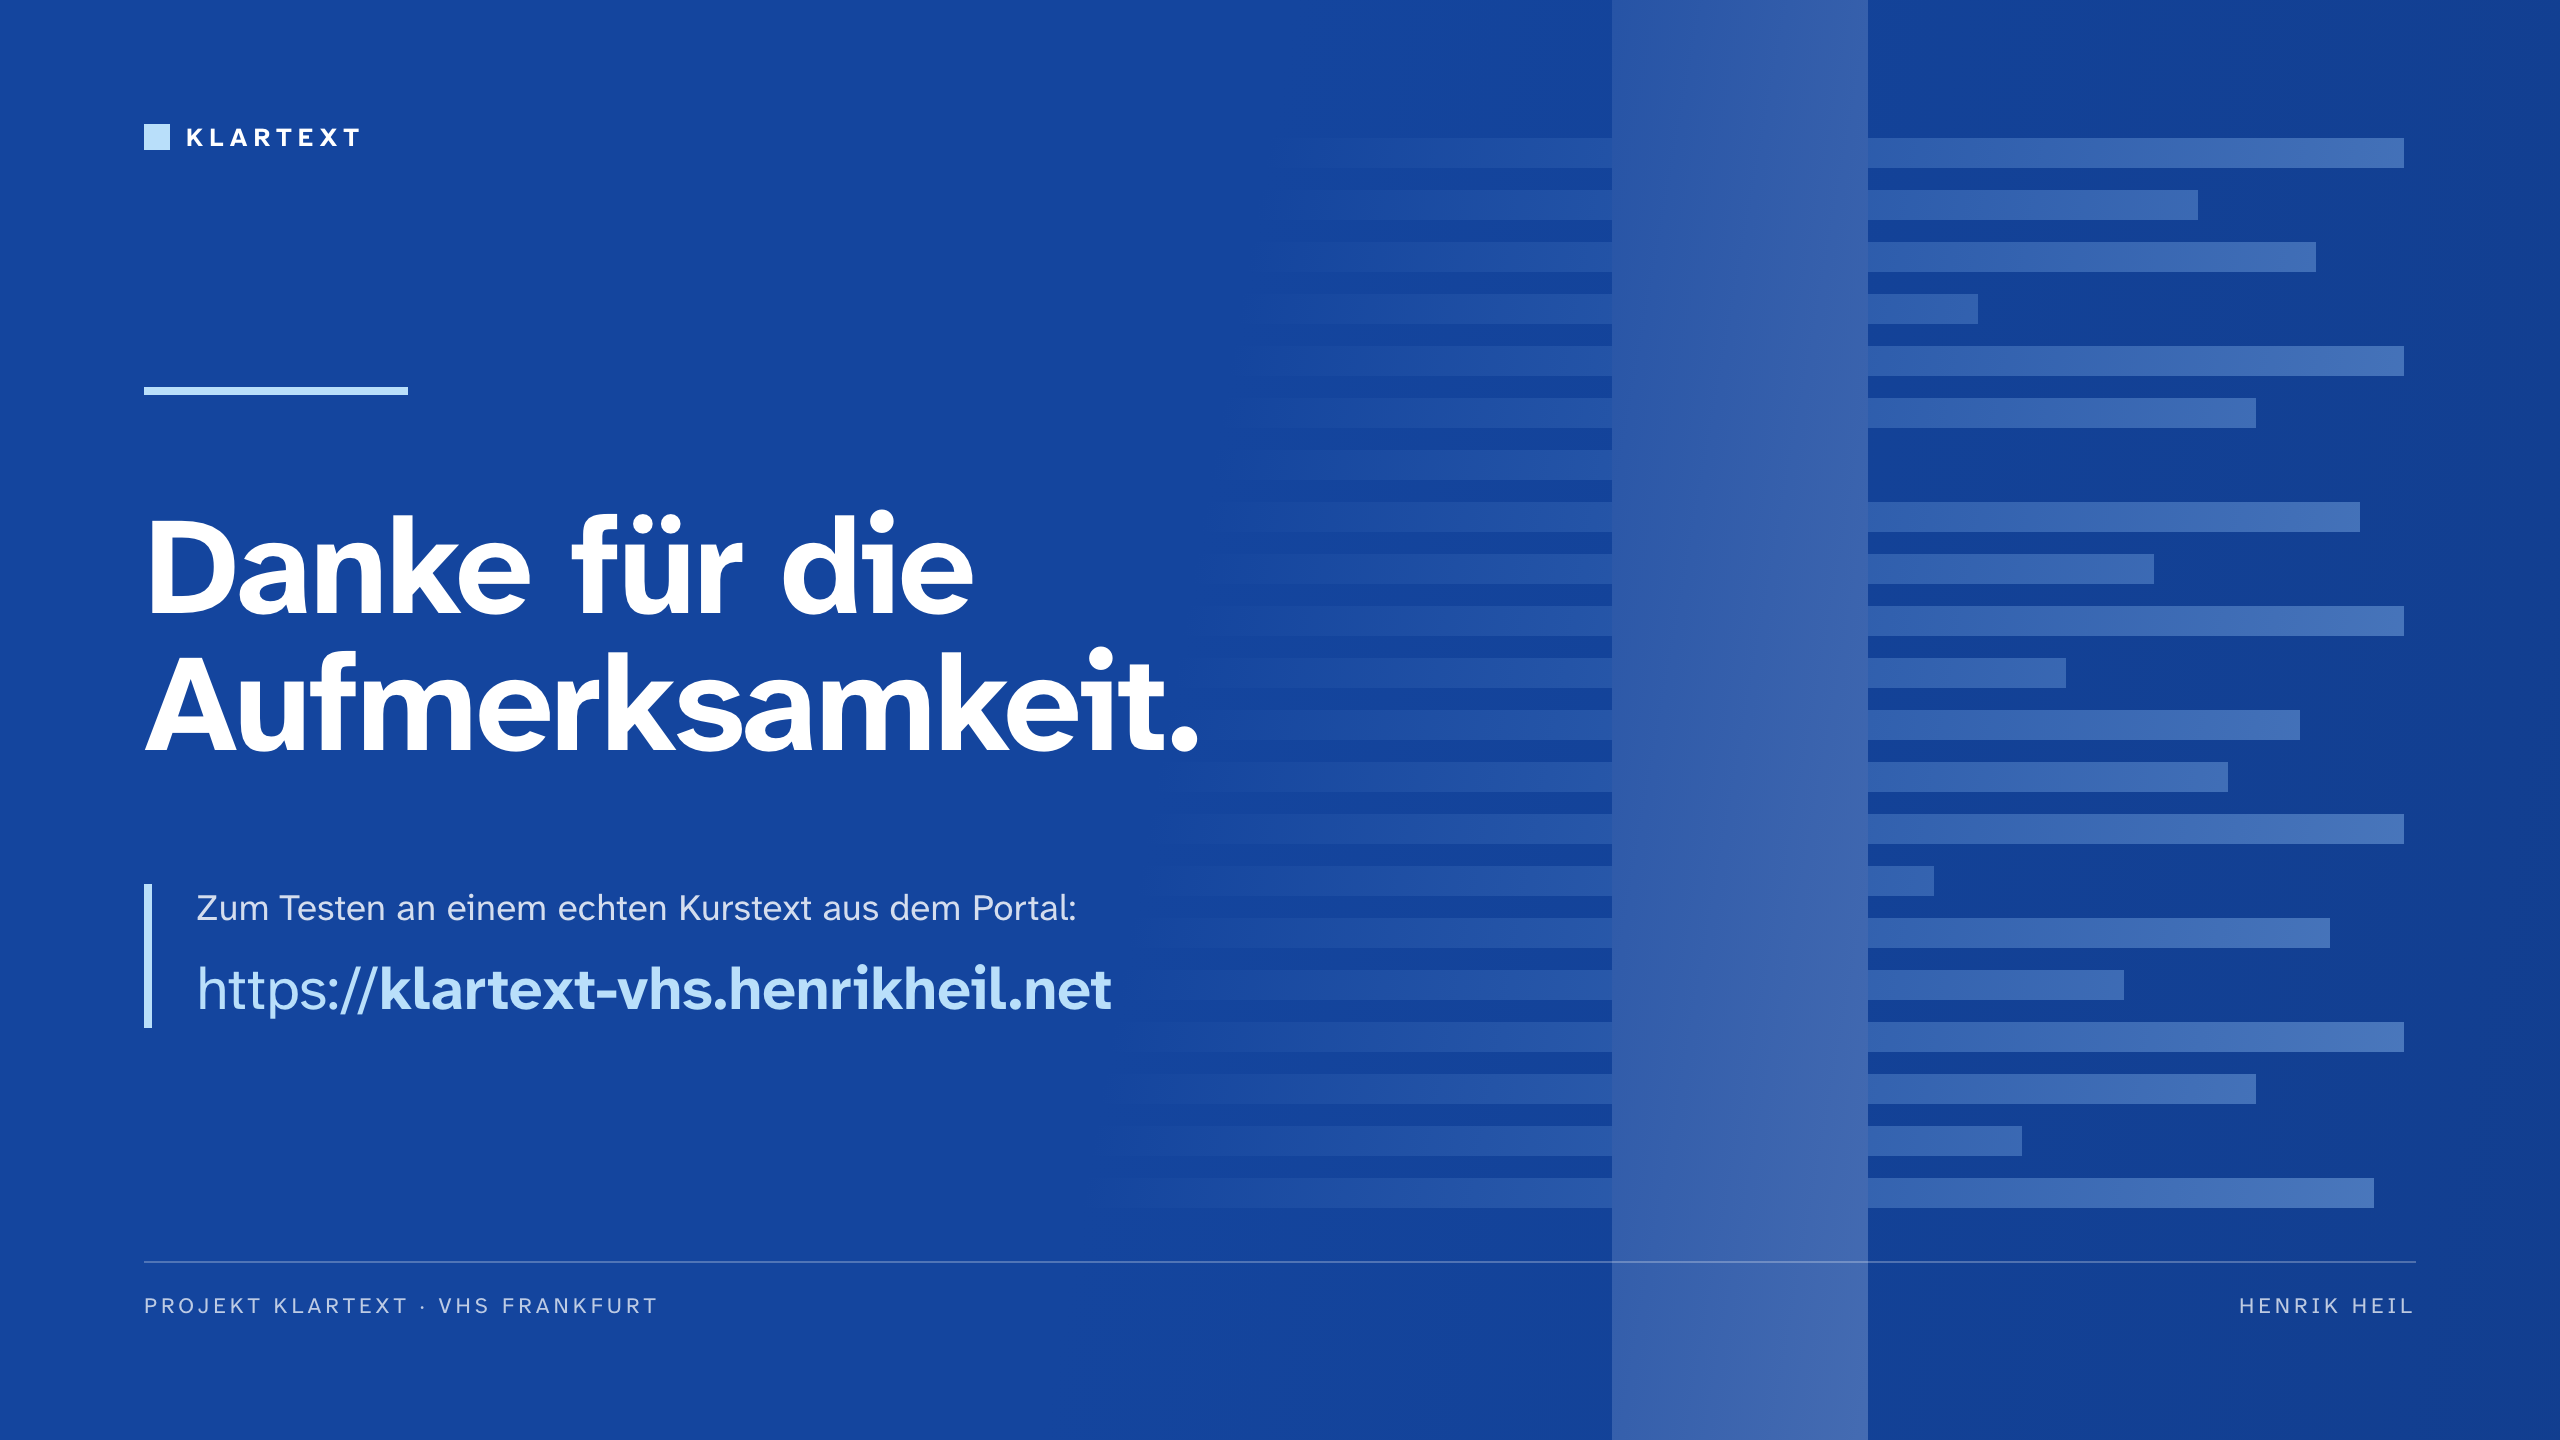 KLARTEXT
Danke für die
Aufmerksamkeit.
Zum Testen an einem echten Kurstext aus dem Portal:
https://klartext-vhs.henrikheil.net
PROJEKT KLARTEXT · VHS FRANKFURT
HENRIK HEIL